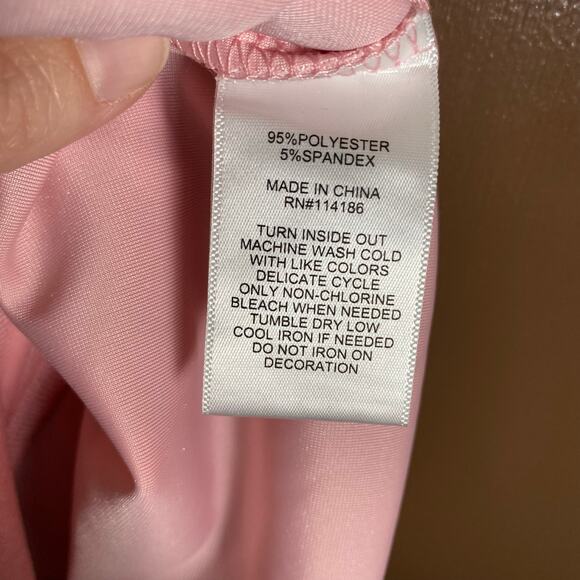 95%POLYESTER
5%SPANDEX
MADE IN CHINA
RN#114186
TURN INSIDE OUT
MACHINE WASH COLD
WITH LIKE COLORS
DELICATE CYCLE
ONLY NON-CHLORINE
BLEACH WHEN NEEDED
TUMBLE DRY LOW
COOL IRON IF NEEDED
DO NOT IRON ON
DECORATION